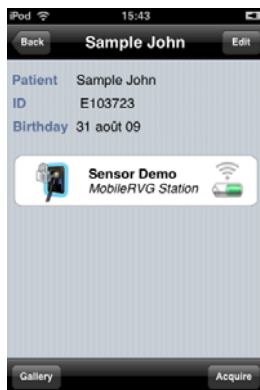 iPod 15:43
Back Sample John Edit
Patient Sample John
ID E103723
Birthday 31 août 09
Sensor Demo
MobileRVG Station
Gallery Acquire